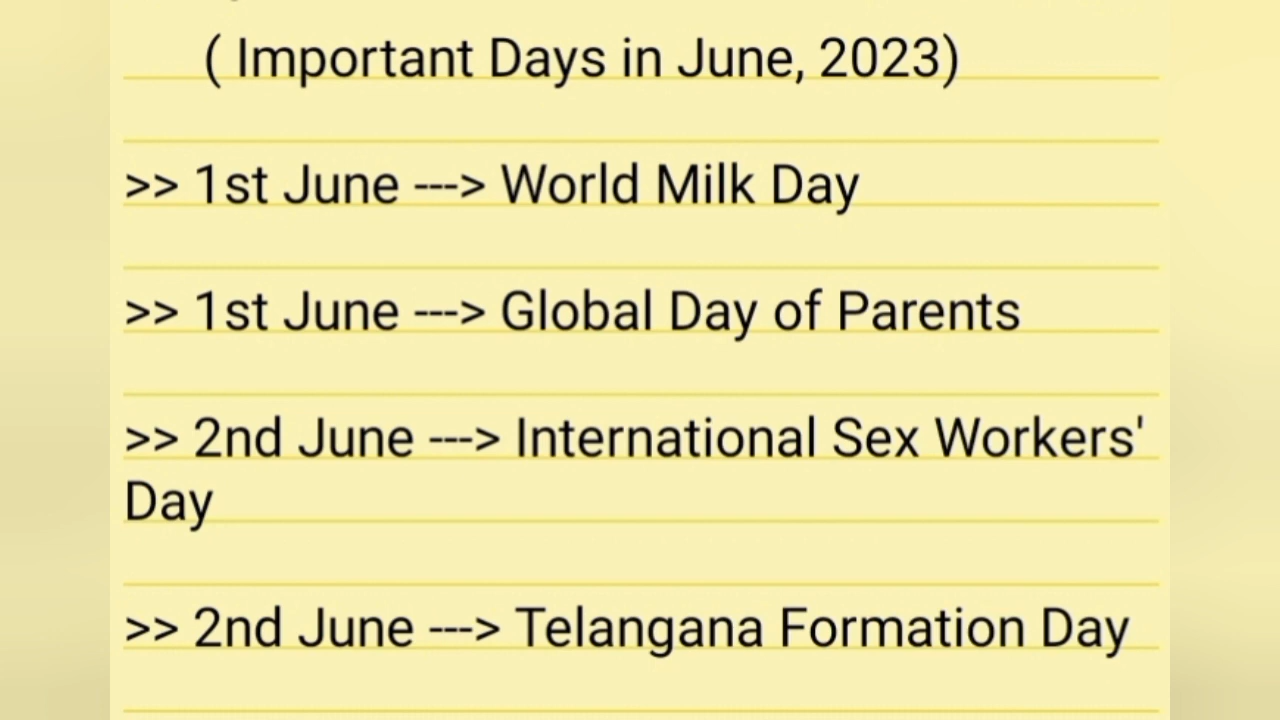 ( Important Days in June, 2023)
>> 1st June ---> World Milk Day
>> 1st June ---> Global Day of Parents
>> 2nd June ---> International Sex Workers'
Day
>> 2nd June ---> Telangana Formation Day